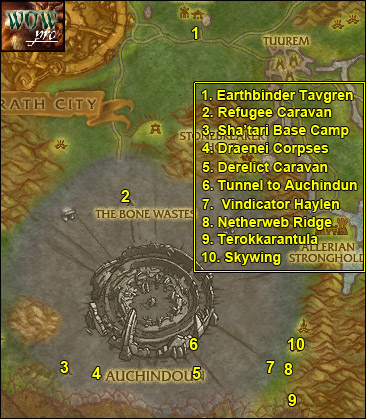 WOW
pro
1
TUUREM
RATH CITY
STONEBREAKER
1. Earthbinder Tavgren
2. Refugee Caravan
3. Sha'tari Base Camp
4. Draenei Corpses
5. Derelict Caravan
6. Tunnel to Auchindun
7. Vindicator Haylen
8. Netherweb Ridge
9. Terokkarantula
10. Skywing
2
THE BONE WASTES
ALLERIAN
STRONGHOLD
6
10
3
4
AUCHINDOUN
5
7
8
9